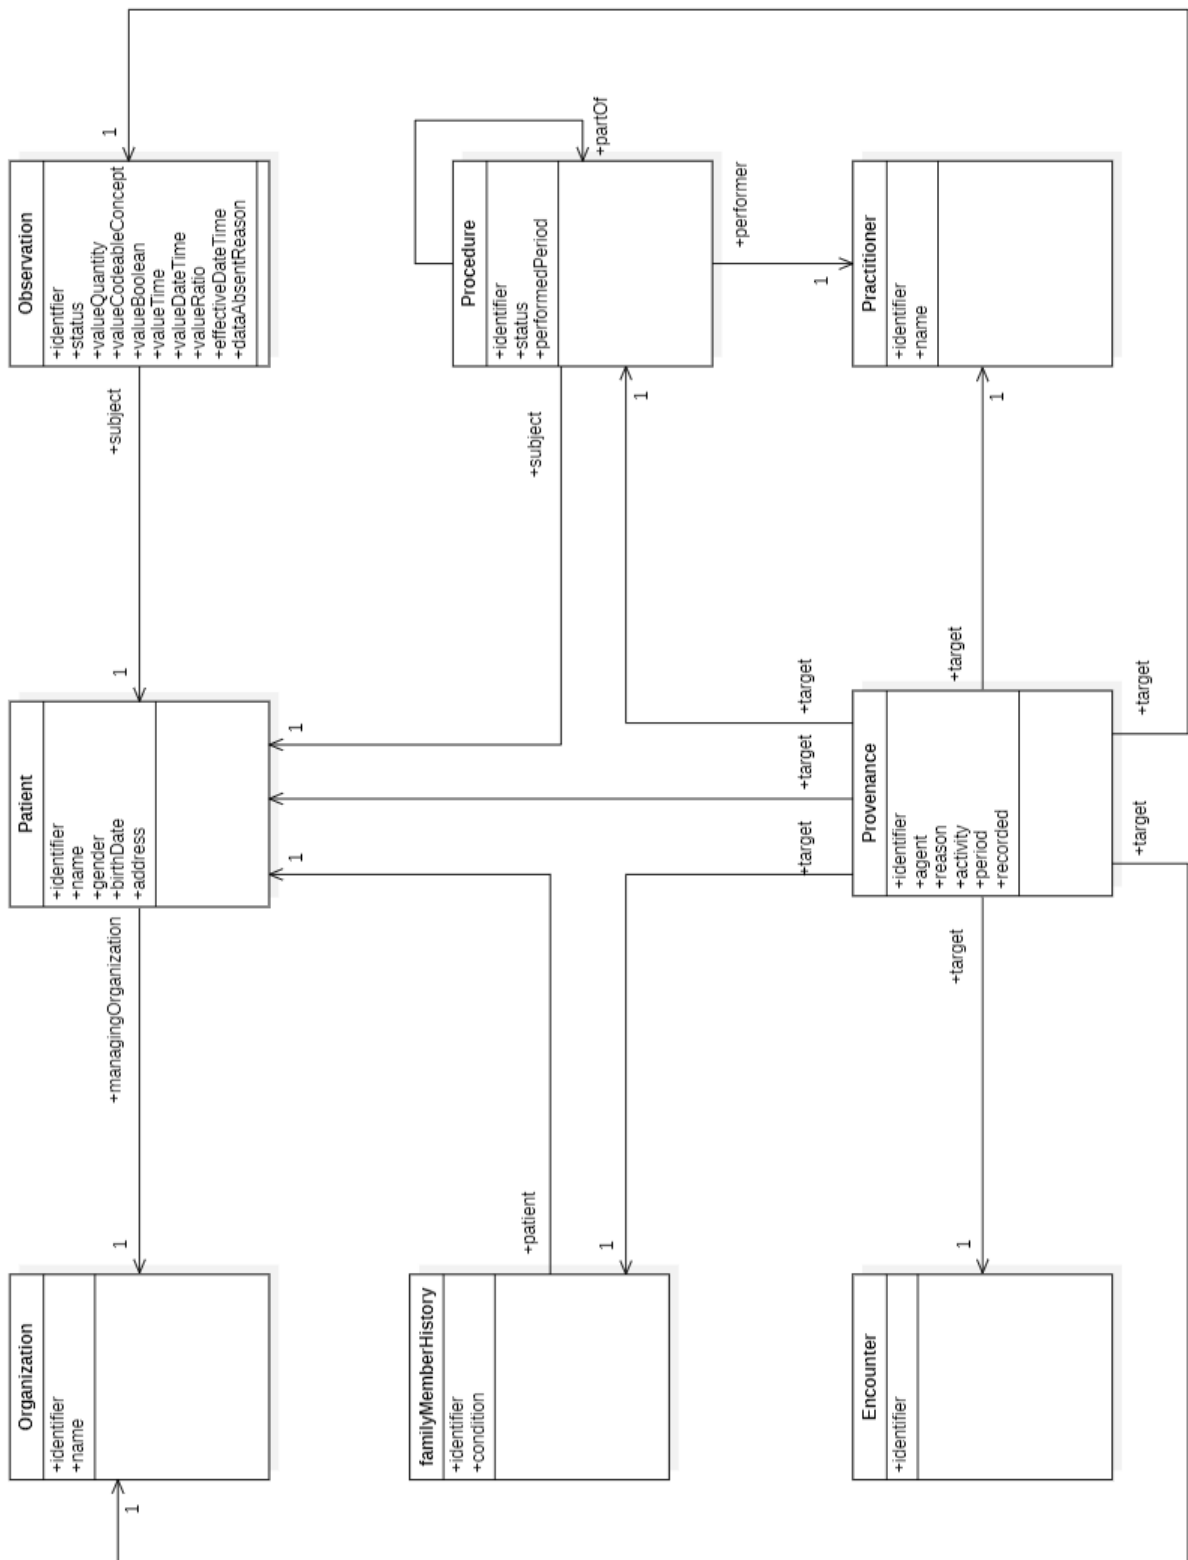 Organization
+identifier
+name
1
1
+managingOrganization
Patient
+identifier
+name
+gender
+birthDate
+address
1
+subject
Observation
+identfier
+status
+valueQuantity
+valueCodeableConcept
+valueBoolean
+valueTime
+valueDateTime
+valueRatio
+effectiveDateTime
+dataAbsentReason
1
1
1
familyMemberHistory
+identifier
+condition
+patient
1
+subject
Procedure
+identifier
+status
+performedPeriod
+partOf
1
+performer
1
+target
+target
+target
Encounter
+identifier
1
+target
Provenance
+identifier
+agent
+reason
+activity
+period
+recorded
+target
1
Practitioner
+identifier
+name
+target
+target